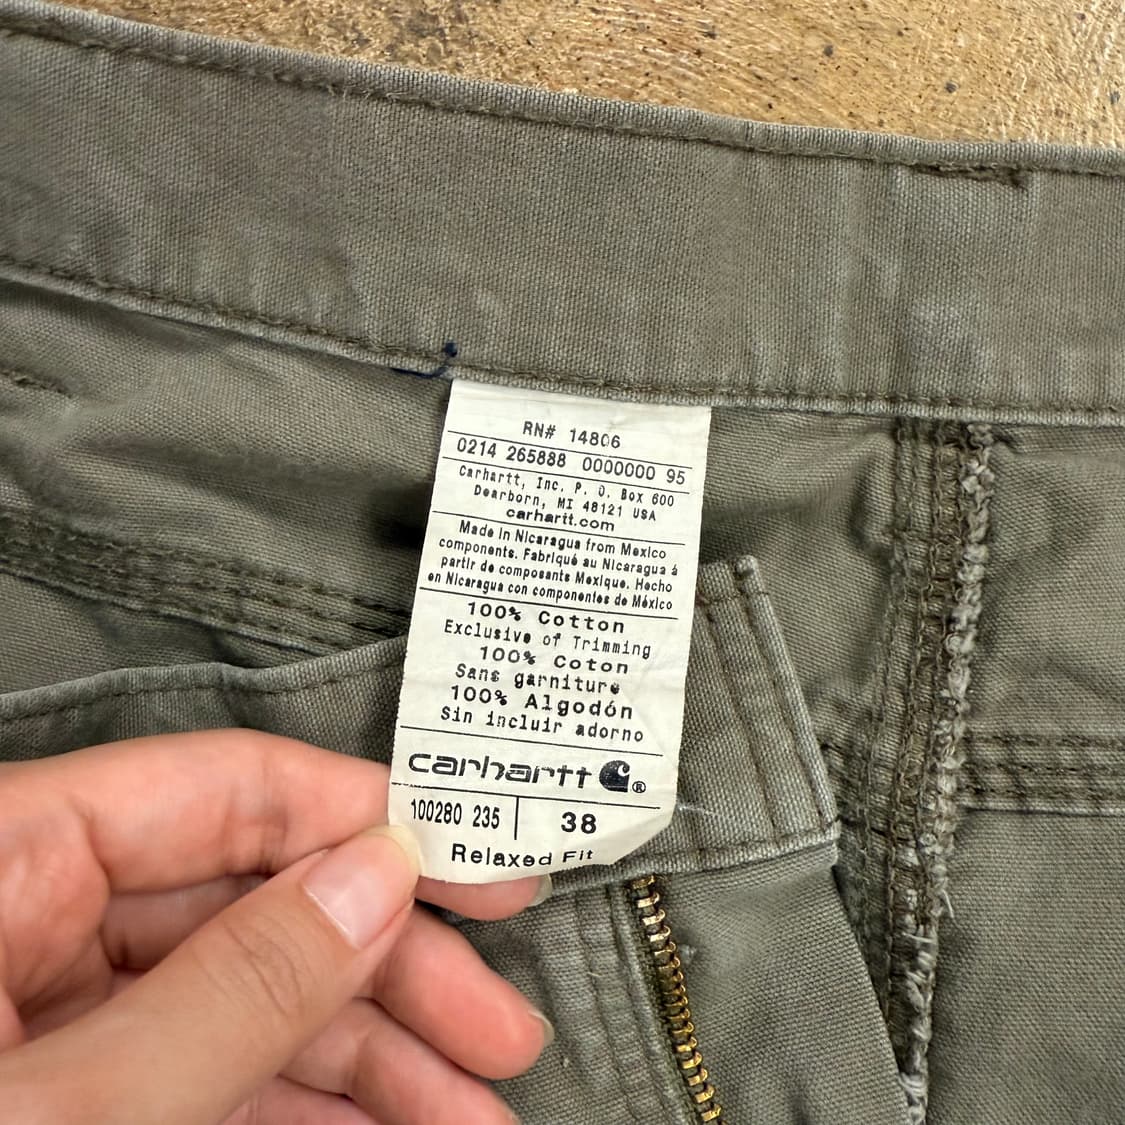 RN# 14806
0214 265888 0000000 95
Carhartt, Inc. P. O. Box 600
Dearborn, MI 48121 USA
carhartt.com
Made in Nicaragua from Mexico
components. Fabriqué au Nicaragua à
partir de composants Mexique. Hecho
en Nicaragua con componentes de México
100% Cotton
Exclusive of Trimming
100% Coton
Sans garniture
100% Algodón
Sin incluir adorno
carhartt ®
100280 235 38
Relaxed Fit